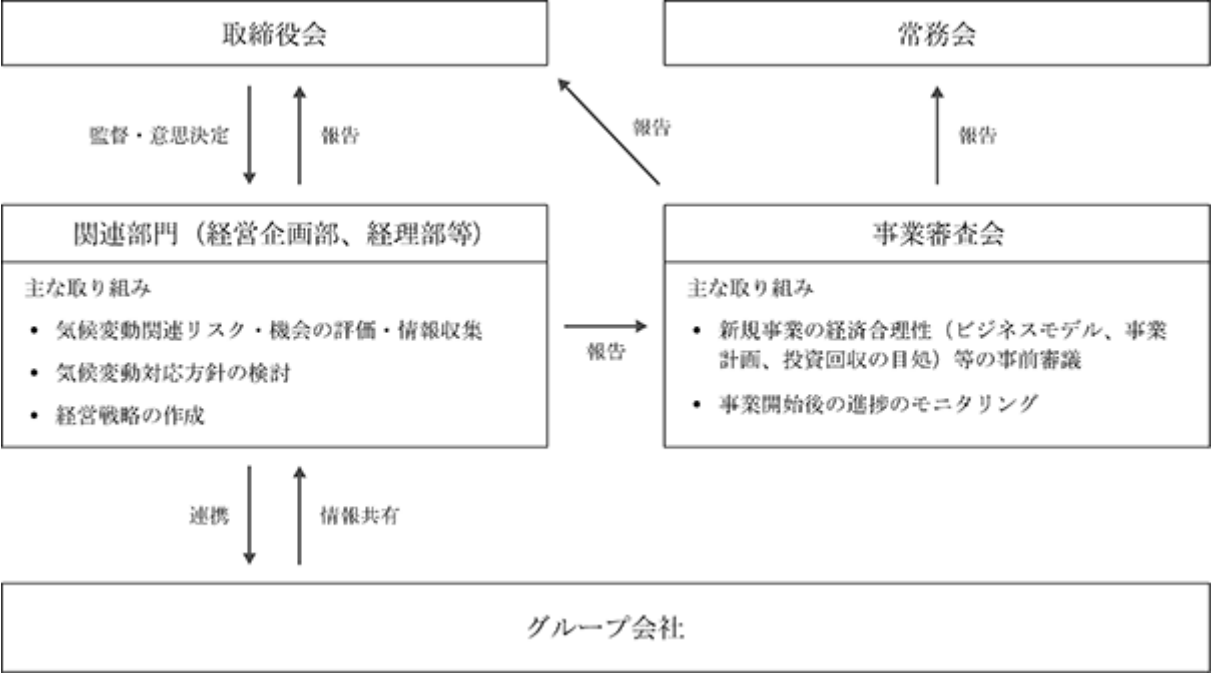 取締役会
常務会
監督・意思決定
報告
報告
報告
関連部門（経営企画部、経理部等）
主な取り組み
• 気候変動関連リスク・機会の評価・情報収集
• 気候変動対応方針の検討
• 経営戦略の作成
報告
事業審査会
主な取り組み
• 新規事業の経済合理性（ビジネスモデル、事業
計画、投資回収の目処）等の事前審議
• 事業開始後の進捗のモニタリング
連携
情報共有
グループ会社